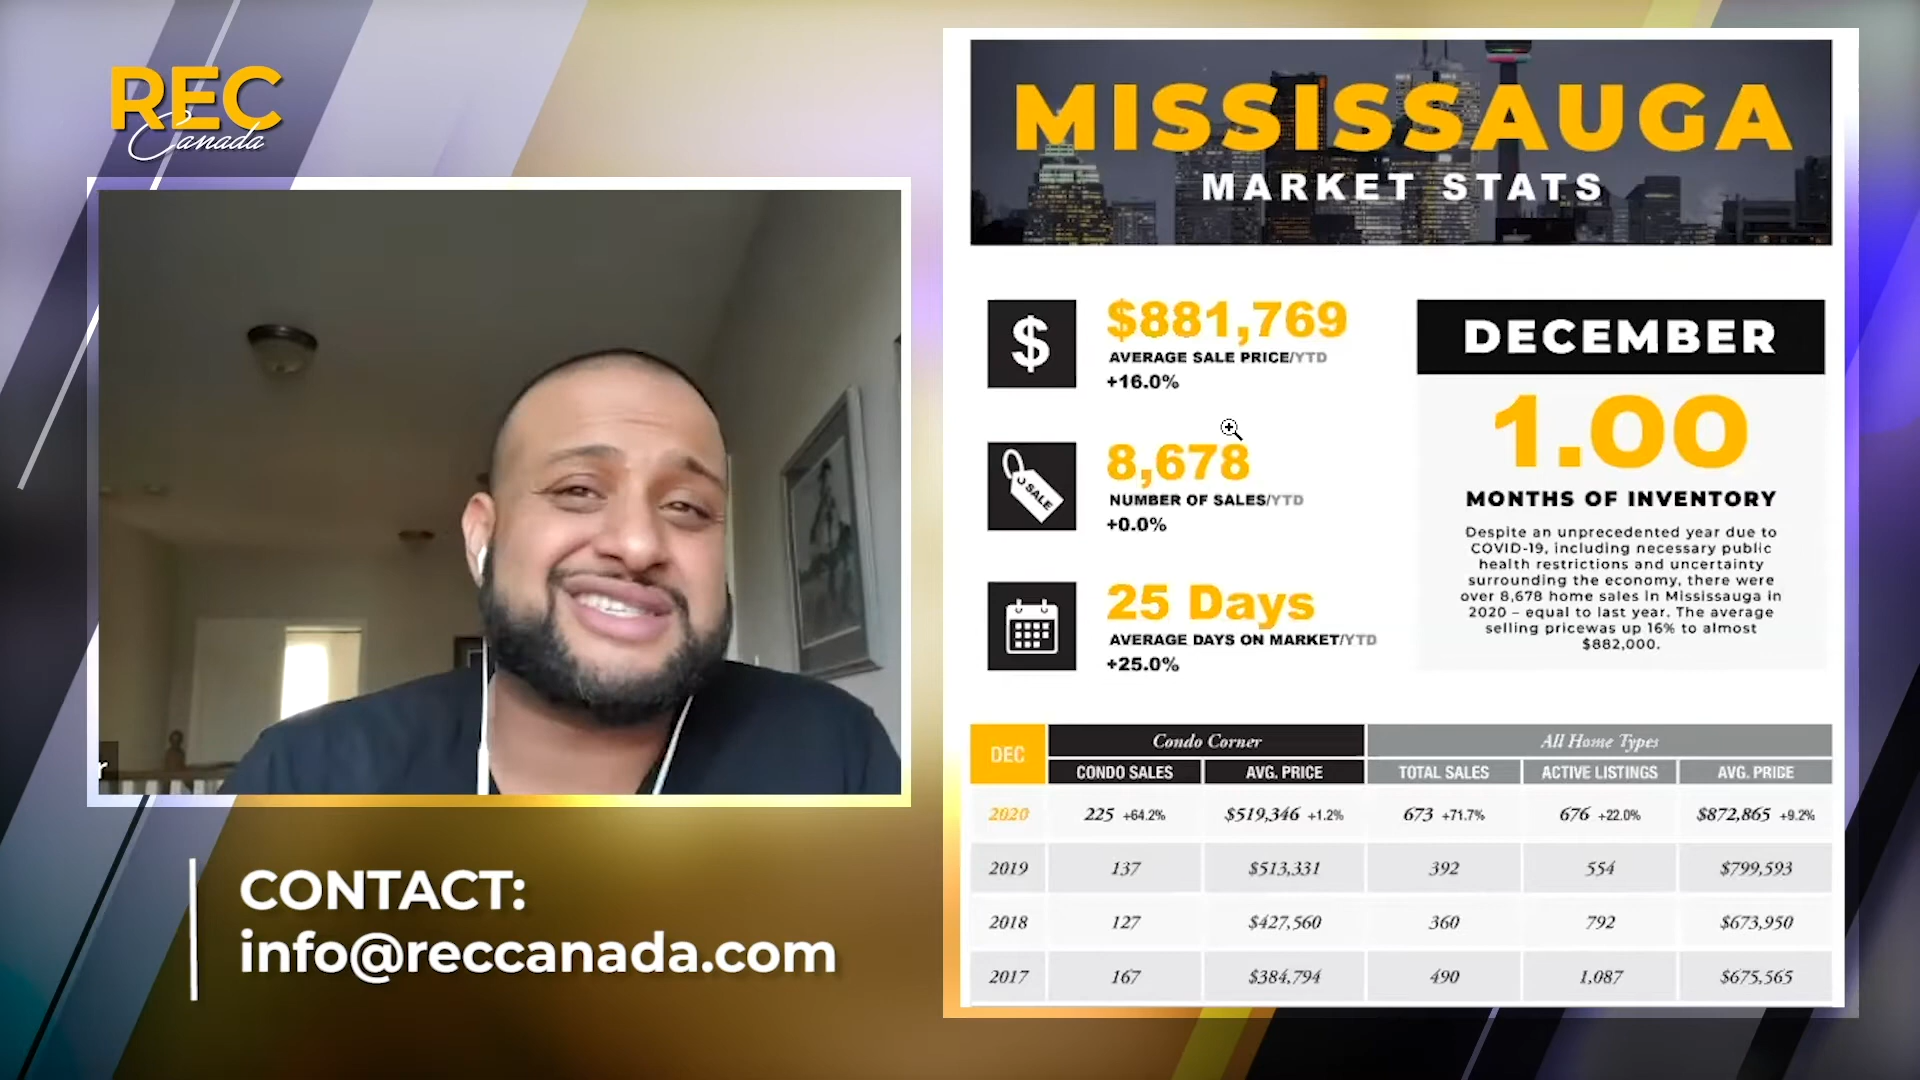 REC
Canada
CONTACT:
info@reccanada.com
MISSISSAUGA
MARKET STATS
$
$881,769
AVERAGE SALE PRICE/YTD
+16.0%
SALE
8,678
NUMBER OF SALES/YTD
+0.0%
25 Days
AVERAGE DAYS ON MARKET/YTD
+25.0%
DECEMBER
1.00
MONTHS OF INVENTORY
Despite an unprecedented year due to
COVID-19, including necessary public
health restrictions and uncertainty
surrounding the economy, there were
over 8,678 home sales in Mississauga in
2020 – equal to last year. The average
selling pricewas up 16% to almost
$882,000.
DEC Condo Corner All Home Types
CONDO SALES AVG. PRICE TOTAL SALES ACTIVE LISTINGS AVG. PRICE
2020 225 +64.2% $519,346 +1.2% 673 +71.7% 676 +22.0% $872,865 +9.2%
2019 137 $513,331 392 554 $799,593
2018 127 $427,560 360 792 $673,950
2017 167 $384,794 490 1,087 $675,565